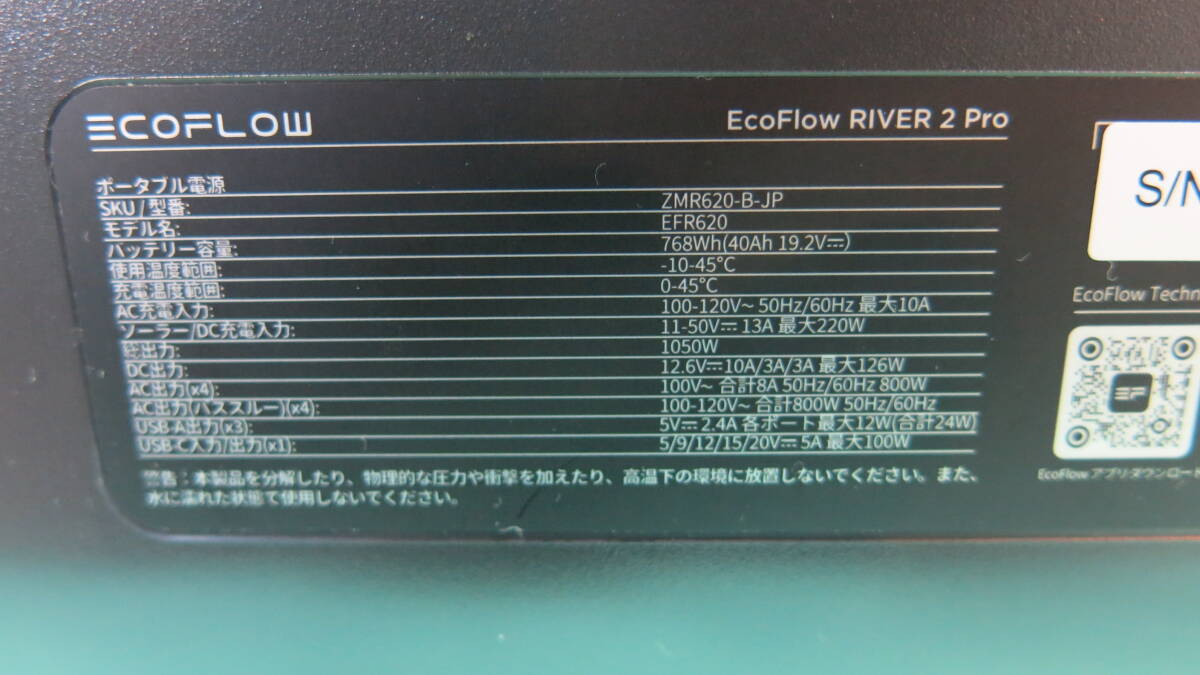 ECOFLOW
EcoFlow RIVER 2 Pro
ポータブル電源
SKU/型番: ZMR620-B-JP
モデル名: EFR620
バッテリー容量: 768Wh(40Ah 19.2V⎓)
使用温度範囲: -10-45°C
充電温度範囲: 0-45°C
AC充電入力: 100-120V~ 50Hz/60Hz 最大10A
ソーラー/DC充電入力: 11-50V⎓ 13A 最大220W
総出力: 1050W
DC出力: 12.6V⎓10A/3A/3A 最大126W
AC出力(x4): 100V~ 合計8A 50Hz/60Hz 800W
AC出力(パススルー)(x4): 100-120V~ 合計800W 50Hz/60Hz
USB-A出力(x3): 5V⎓ 2.4A 各ポート最大12W(合計24W)
USB-C入力/出力(x1): 5/9/12/15/20V⎓ 5A 最大100W
警告：本製品を分解したり、物理的な圧力や衝撃を加えたり、高温下の環境に放置しないでください。また、
水に濡れた状態で使用しないでください。
S/N
EcoFlow Techn
EcoFlow アプリダウンロード